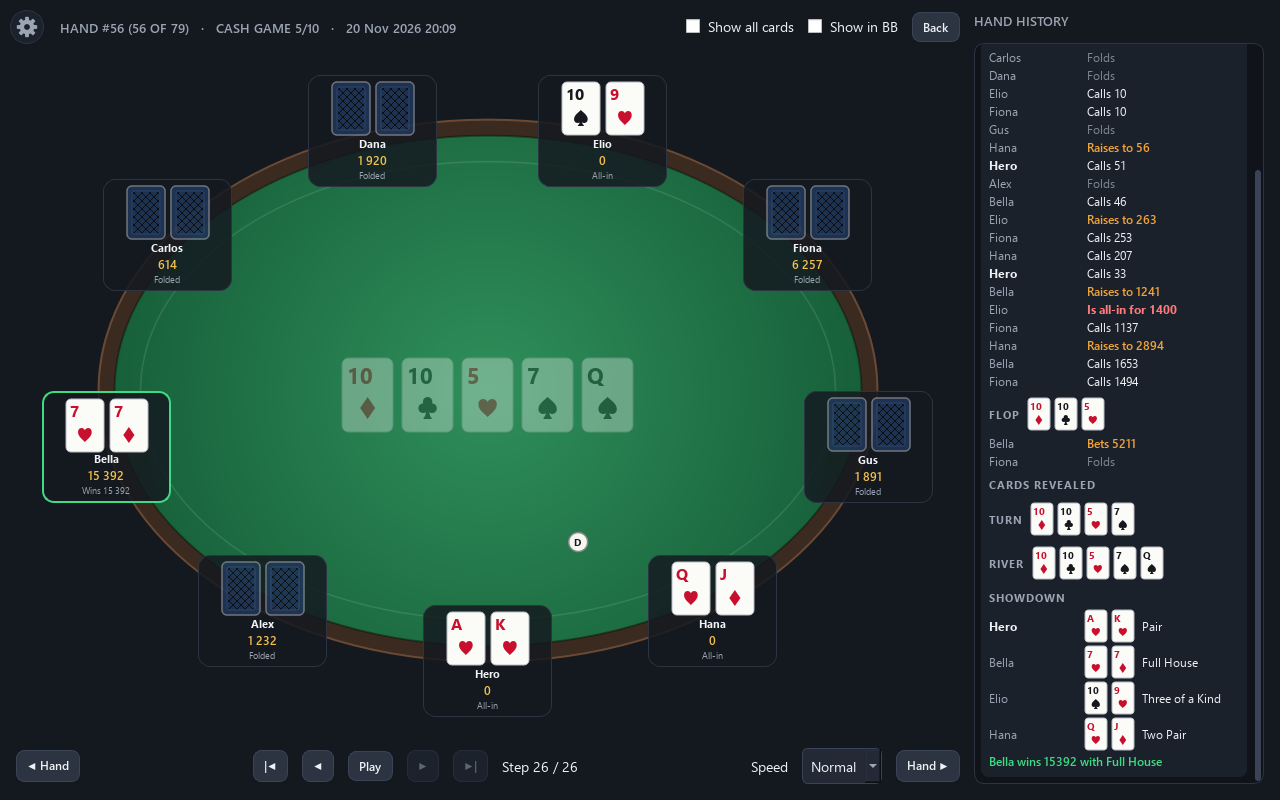 HAND #56 (56 OF 79) · CASH GAME 5/10 · 20 Nov 2026 20:09
Show all cards
Show in BB
Back
Dana
1 920
Folded
10
9
Elio
0
All-in
Carlos
614
Folded
Fiona
6 257
Folded
10
10
5
7
Q
7
7
Bella
15 392
Wins 15 392
Gus
1 891
Folded
D
Alex
1 232
Folded
A
K
Hero
0
All-in
Q
J
Hana
0
All-in
◄ Hand
|◄
◄
Play
►
►|
Step 26 / 26
Speed
Normal
Hand ►
HAND HISTORY
Carlos Folds
Dana Folds
Elio Calls 10
Fiona Calls 10
Gus Folds
Hana Raises to 56
Hero Calls 51
Alex Folds
Bella Calls 46
Elio Raises to 263
Fiona Calls 253
Hana Calls 207
Hero Calls 33
Bella Raises to 1241
Elio Is all-in for 1400
Fiona Calls 1137
Hana Raises to 2894
Bella Calls 1653
Fiona Calls 1494
FLOP 10 10 5
Bella Bets 5211
Fiona Folds
CARDS REVEALED
TURN 10 10 5 7
RIVER 10 10 5 7 Q
SHOWDOWN
Hero A K Pair
Bella 7 7 Full House
Elio 10 9 Three of a Kind
Hana Q J Two Pair
Bella wins 15392 with Full House